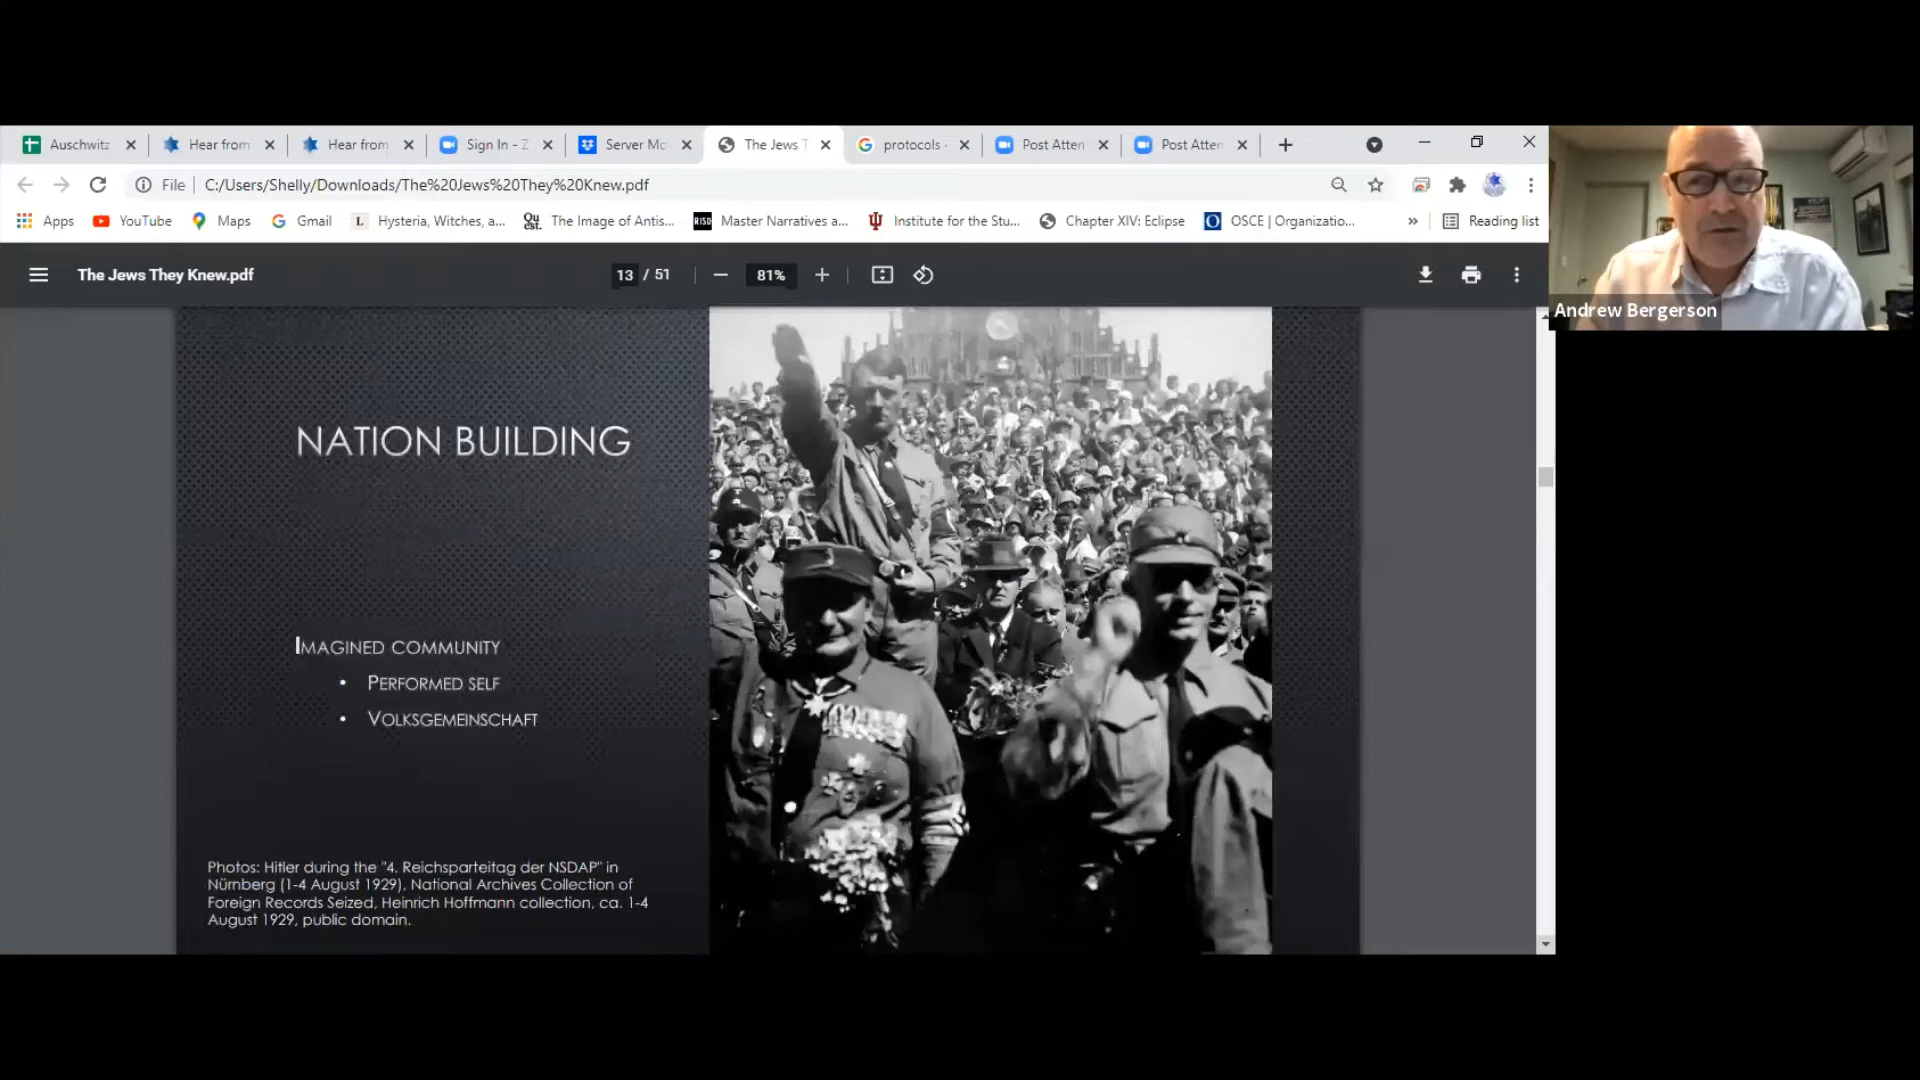 Auschwitz
Hear from
Hear from
Sign In - Z
Server Mo
The Jews T
protocols -
Post Atten
Post Atten
File
C:/Users/Shelly/Downloads/The%20Jews%20They%20Knew.pdf
Apps
YouTube
Maps
Gmail
L
Hysteria, Witches, a...
Qu
est.
The Image of Antis...
RISD
Master Narratives a...
Institute for the Stu...
Chapter XIV: Eclipse
OSCE | Organizatio...
»
Reading list
The Jews They Knew.pdf
13 / 51
81%
Andrew Bergerson
NATION BUILDING
IMAGINED COMMUNITY
• PERFORMED SELF
• VOLKSGEMEINSCHAFT
Photos: Hitler during the "4. Reichsparteitag der NSDAP" in
Nürnberg (1-4 August 1929), National Archives Collection of
Foreign Records Seized, Heinrich Hoffmann collection, ca. 1-4
August 1929, public domain.